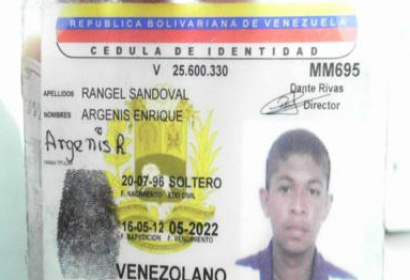 REPUBLICA BOLIVARIANA DE VENEZUELA
CEDULA DE IDENTIDAD
V 25.600.330 MM695
APELLIDOS RANGEL SANDOVAL
Dante Rivas
Director
NOMBRES ARGENIS ENRIQUE
Argenis R
20-07-96 SOLTERO
F. NACIMIENTO EDO CIVIL
16-05-12 05-2022
F. EXPEDICION F. VENCIMIENTO
VENEZOLANO